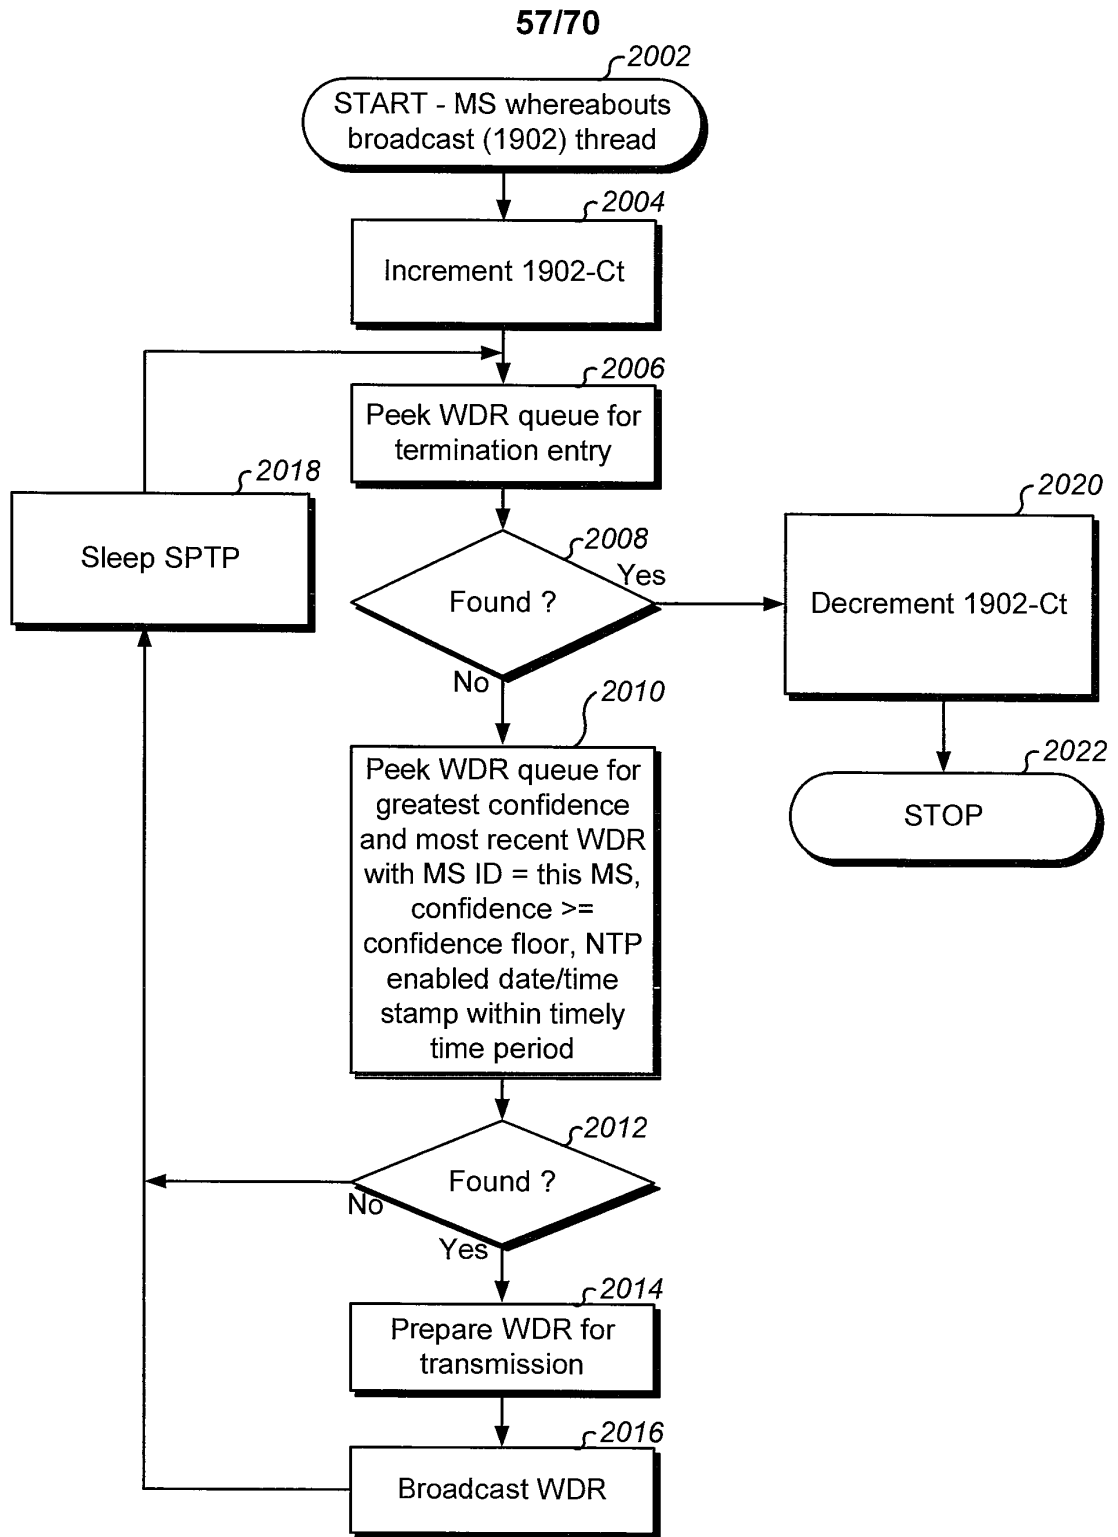 57/70
2002
START - MS whereabouts
broadcast (1902) thread
2004
Increment 1902-Ct
2006
Peek WDR queue for
termination entry
2018
Sleep SPTP
2008
Found ?
Yes
No
2020
Decrement 1902-Ct
2022
STOP
2010
Peek WDR queue for
greatest confidence
and most recent WDR
with MS ID = this MS,
confidence >=
confidence floor, NTP
enabled date/time
stamp within timely
time period
2012
Found ?
No
Yes
2014
Prepare WDR for
transmission
2016
Broadcast WDR